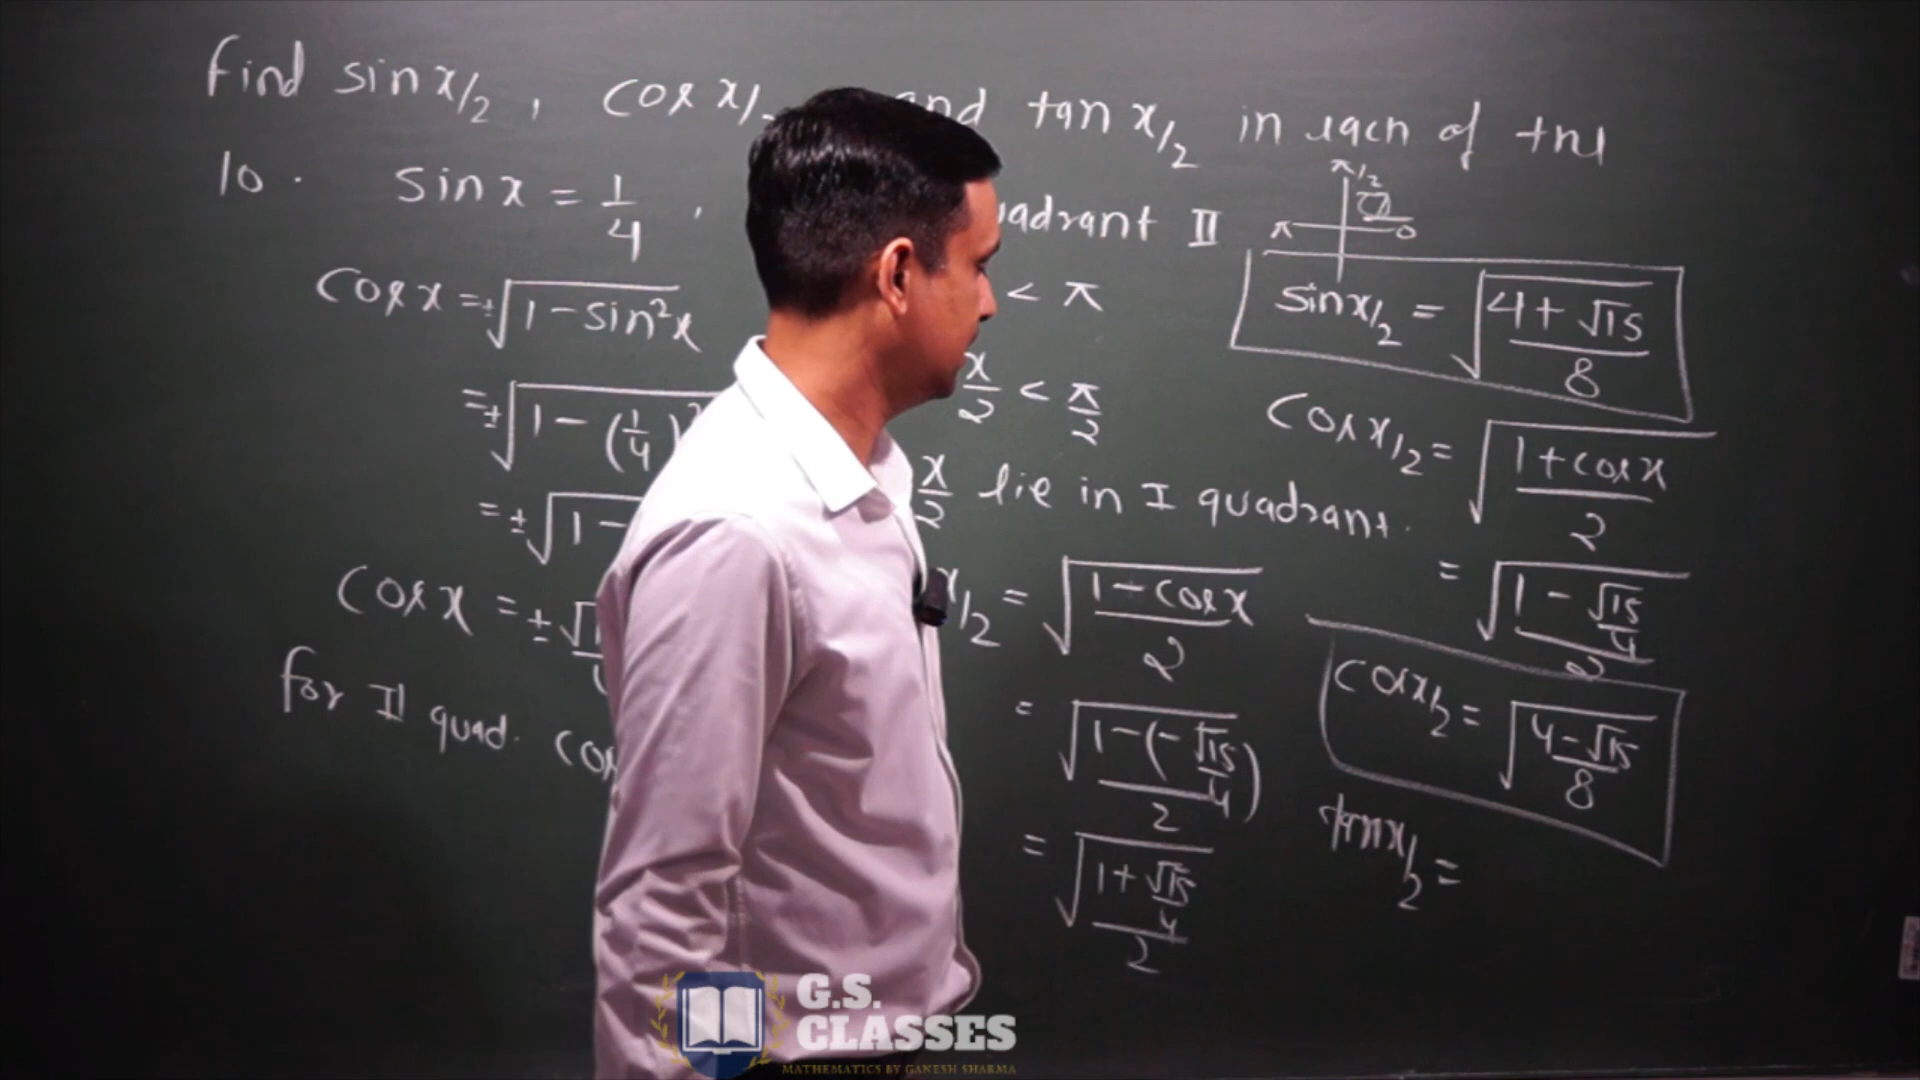 find sin x/2 , cos x/ and tan x/2 in each of the
10 . sin x = 1/4 , uadrant II
π/2
π 0
cos x = ±√(1 - sin²x)
= ±√(1 - (1/4)²
= ±√(1 -
cos x = ±√
for II quad. cos
< π
x/2 < π/2
x/2 lie in I quadrant.
x/2 = √((1 - cos x)/2)
= √((1 - (-√15/4))/2)
= √((1 + √15/4)/2)
sin x/2 = √((4 + √15)/8)
cos x/2 = √((1 + cos x)/2)
= √((1 - √15/4)/2)
cos x/2 = √((4 - √15)/8)
tan x/2 =
G.S.
CLASSES
MATHEMATICS BY GANESH SHARMA